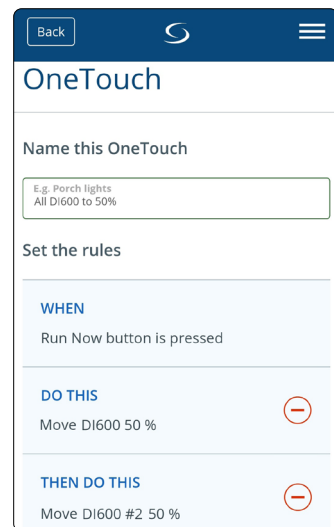 Back
OneTouch
Name this OneTouch
E.g. Porch lights
All DI600 to 50%
Set the rules
WHEN
Run Now button is pressed
DO THIS
Move DI600 50 %
THEN DO THIS
Move DI600 #2 50 %